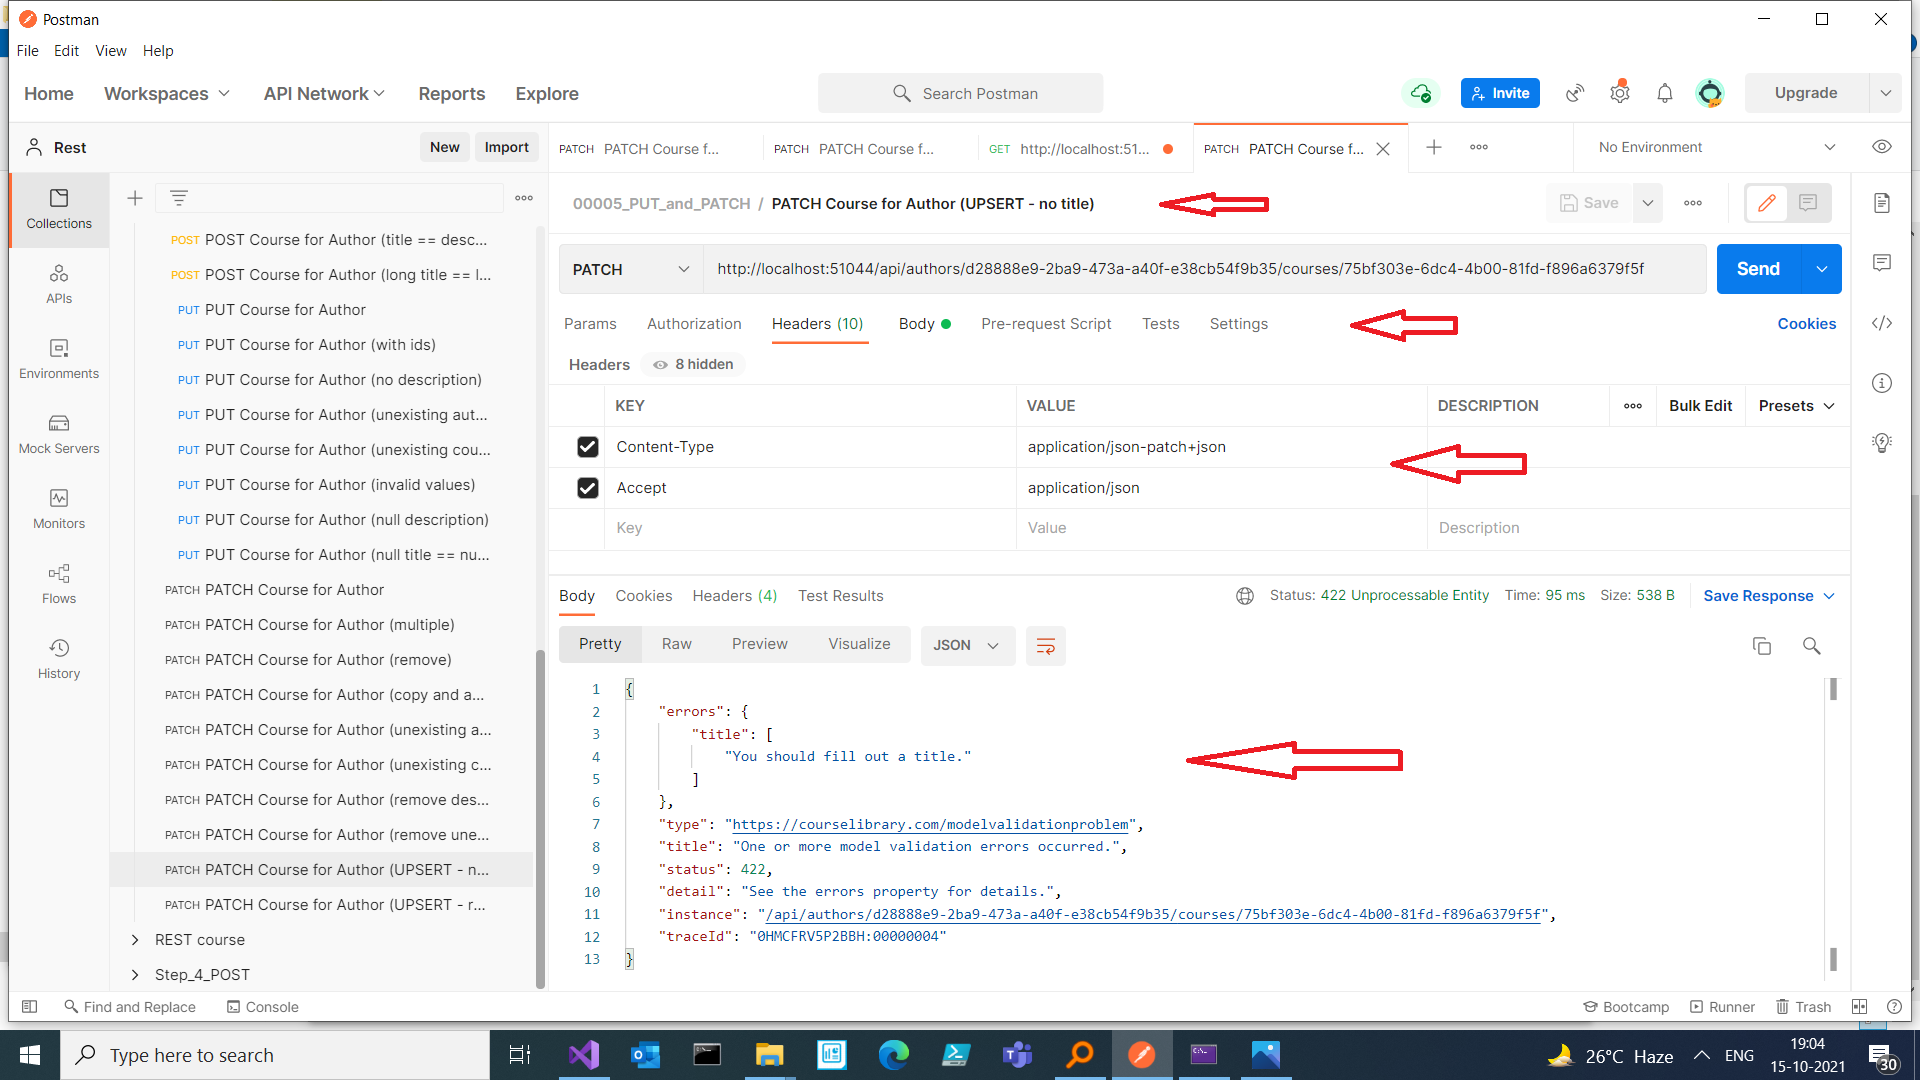 Postman
File Edit View Help
Home Workspaces API Network Reports Explore
Search Postman
Invite
Upgrade
Rest
New Import
PATCH PATCH Course f...
PATCH PATCH Course f...
GET http://localhost:51...
PATCH PATCH Course f...
No Environment
00005_PUT_and_PATCH / PATCH Course for Author (UPSERT - no title)
Save
Collections
APIs
Environments
Mock Servers
Monitors
Flows
History
POST POST Course for Author (title == desc...
POST POST Course for Author (long title == l...
PUT PUT Course for Author
PUT PUT Course for Author (with ids)
PUT PUT Course for Author (no description)
PUT PUT Course for Author (unexisting aut...
PUT PUT Course for Author (unexisting cou...
PUT PUT Course for Author (invalid values)
PUT PUT Course for Author (null description)
PUT PUT Course for Author (null title == nu...
PATCH PATCH Course for Author
PATCH PATCH Course for Author (multiple)
PATCH PATCH Course for Author (remove)
PATCH PATCH Course for Author (copy and a...
PATCH PATCH Course for Author (unexisting a...
PATCH PATCH Course for Author (unexisting c...
PATCH PATCH Course for Author (remove des...
PATCH PATCH Course for Author (remove une...
PATCH PATCH Course for Author (UPSERT - n...
PATCH PATCH Course for Author (UPSERT - r...
REST course
Step_4_POST
PATCH
http://localhost:51044/api/authors/d28888e9-2ba9-473a-a40f-e38cb54f9b35/courses/75bf303e-6dc4-4b00-81fd-f896a6379f5f
Send
Params Authorization Headers (10) Body Pre-request Script Tests Settings
Cookies
Headers 8 hidden
KEY VALUE DESCRIPTION
Bulk Edit Presets
Content-Type application/json-patch+json
Accept application/json
Key Value Description
Body Cookies Headers (4) Test Results
Status: 422 Unprocessable Entity Time: 95 ms Size: 538 B
Save Response
Pretty Raw Preview Visualize
JSON
1 {
2 "errors": {
3 "title": [
4 "You should fill out a title."
5 ]
6 },
7 "type": "https://courselibrary.com/modelvalidationproblem",
8 "title": "One or more model validation errors occurred.",
9 "status": 422,
10 "detail": "See the errors property for details.",
11 "instance": "/api/authors/d28888e9-2ba9-473a-a40f-e38cb54f9b35/courses/75bf303e-6dc4-4b00-81fd-f896a6379f5f",
12 "traceId": "0HMCFRV5P2BBH:00000004"
13 }
Find and Replace Console
Bootcamp Runner Trash
Type here to search
26°C Haze
ENG
19:04
15-10-2021
30